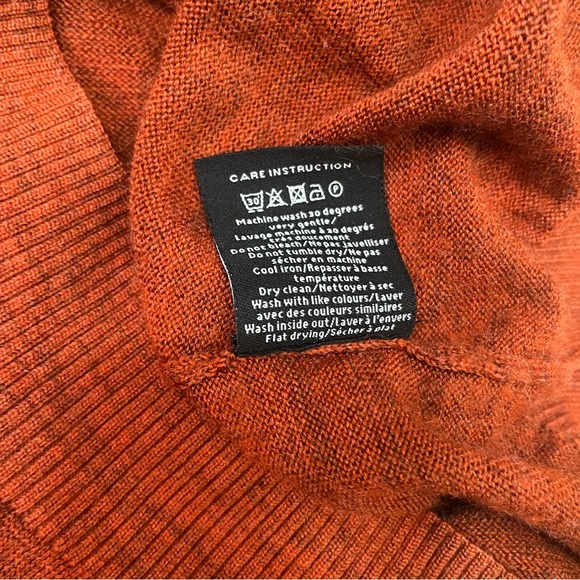 CARE INSTRUCTION
30 P
Machine wash 30 degrees
very gentle/
Lavage machine à 30 degrés
très doucement
Do not bleach/Ne pas javelliser
Do not tumble dry/Ne pas
sécher en machine
Cool iron/Repasser à basse
température
Dry clean/Nettoyer à sec
Wash with like colours/Laver
avec des couleurs similaires
Wash inside out/Laver à l'envers
Flat drying/Sécher à plat